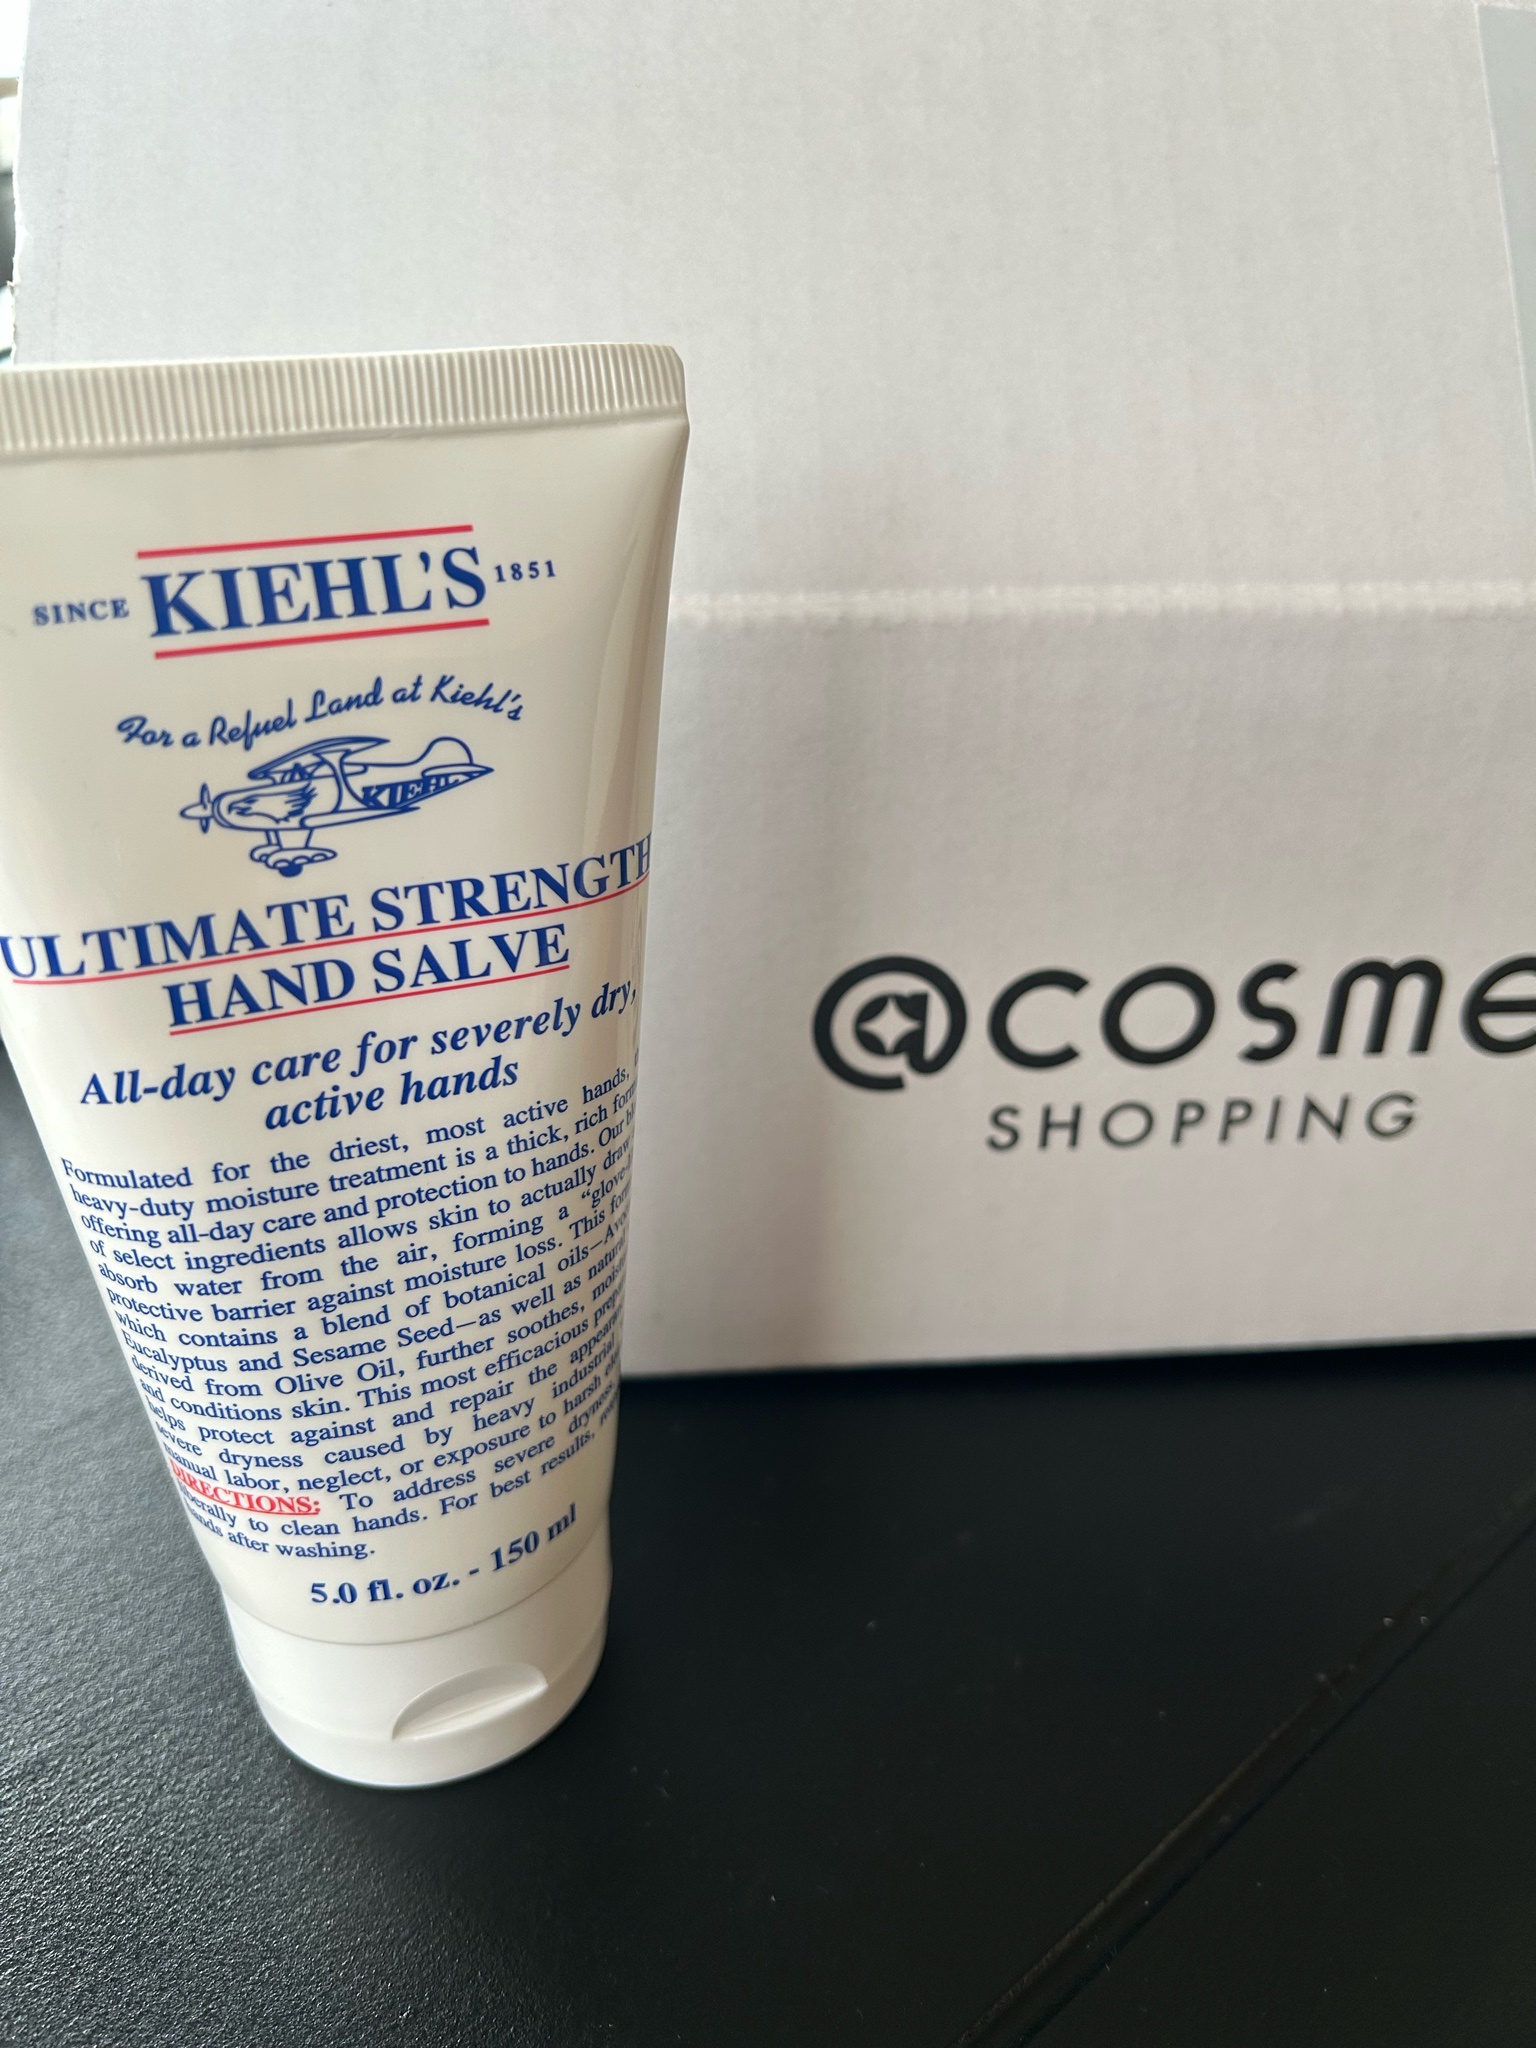 SINCE KIEHL'S 1851
For a Refuel Land at Kiehl's
KIEHL'S
ULTIMATE STRENGTH
HAND SALVE
All-day care for severely dry,
active hands
Formulated for the driest, most active hands,
heavy-duty moisture treatment is a thick, rich
offering all-day care and protection to hands. Our
of select ingredients allows skin to actually draw
absorb water from the air, forming a "glove
protective barrier against moisture loss. This
which contains a blend of botanical oils—
Eucalyptus and Sesame Seed—as well as
derived from Olive Oil, further soothes,
and conditions skin. This most efficacious
helps protect against and repair the
severe dryness caused by heavy industrial
manual labor, neglect, or exposure to harsh
DIRECTIONS: To address severe dryness,
liberally to clean hands. For best results,
hands after washing.
5.0 fl. oz. - 150 ml
@cosme
SHOPPING